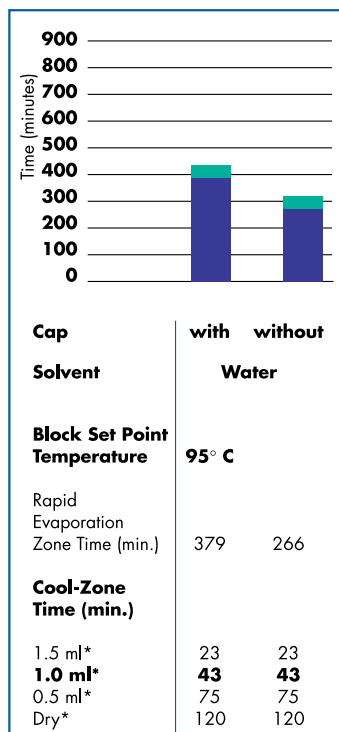 900
800
700
600
500
400
300
200
100
0
Time (minutes)
Cap with without
Solvent Water
Block Set Point
Temperature 95° C
Rapid
Evaporation
Zone Time (min.) 379 266
Cool-Zone
Time (min.)
1.5 ml* 23 23
1.0 ml* 43 43
0.5 ml* 75 75
Dry* 120 120